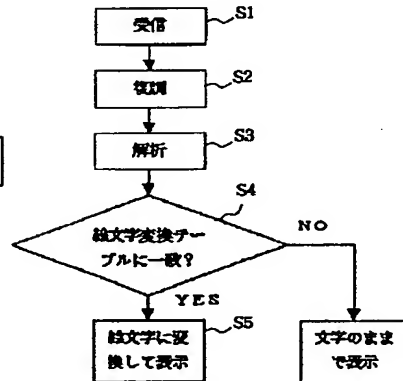 受信
S1
復調
S2
解析
S3
S4
絵文字変換テー
ブルに一致?
NO
YES
S5
絵文字に変
換して表示
文字のまま
で表示